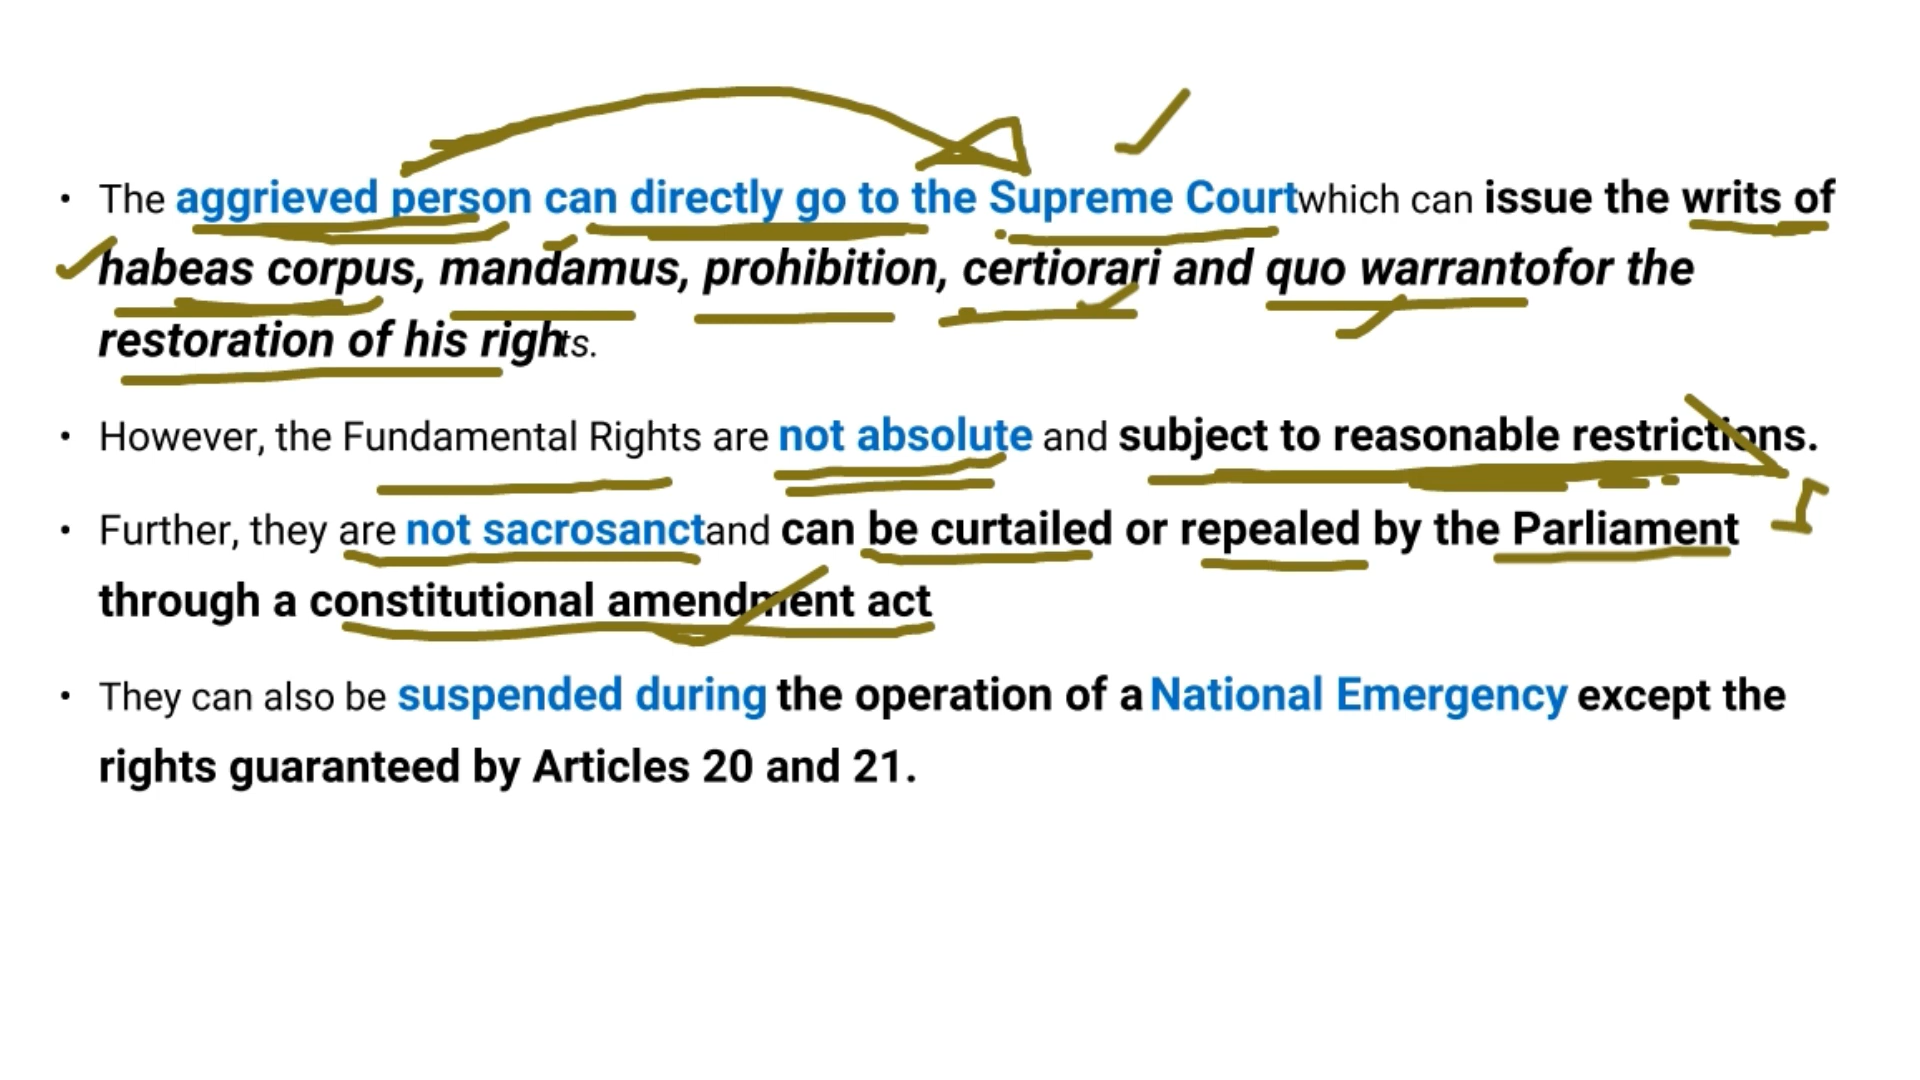 • The aggrieved person can directly go to the Supreme Courtwhich can issue the writs of
habeas corpus, mandamus, prohibition, certiorari and quo warrantofor the
restoration of his rights.
• However, the Fundamental Rights are not absolute and subject to reasonable restrictions.
• Further, they are not sacrosanctand can be curtailed or repealed by the Parliament
through a constitutional amendment act
• They can also be suspended during the operation of a National Emergency except the
rights guaranteed by Articles 20 and 21.